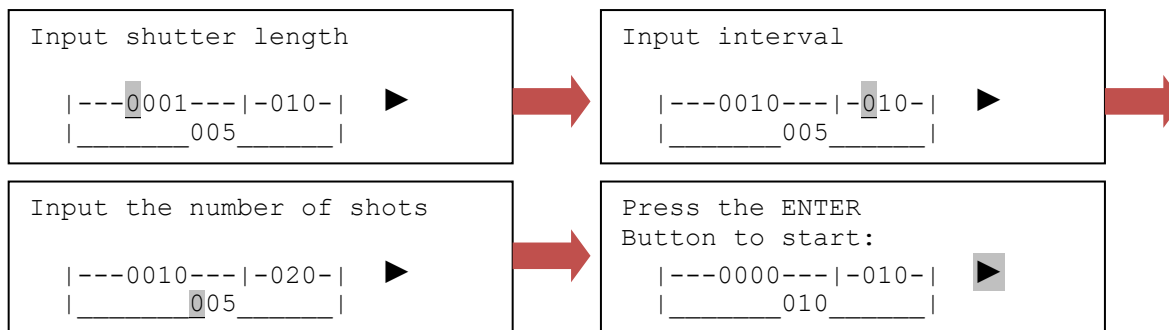 Input shutter length
|---0001---|-010-| ►
|_______005______|
Input interval
|---0010---|-010-| ►
|_______005______|
Input the number of shots
|---0010---|-020-| ►
|_______005______|
Press the ENTER
Button to start:
|---0000---|-010-| ►
|_______010______|